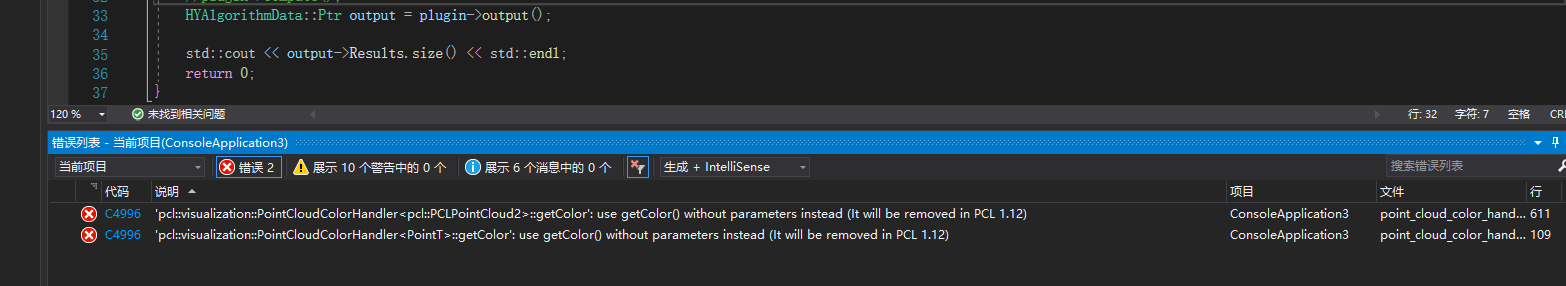 33 HYAlgorithmData::Ptr output = plugin->output();
34
35 std::cout << output->Results.size() << std::endl;
36 return 0;
37 }
120 % 未找到相关问题 行: 32 字符: 7 空格
错误列表 - 当前项目(ConsoleApplication3)
当前项目 错误 2 展示 10 个警告中的 0 个 展示 6 个消息中的 0 个 生成 + IntelliSense 搜索错误列表
代码 说明 项目 文件 行
C4996 'pcl::visualization::PointCloudColorHandler<pcl::PCLPointCloud2>::getColor': use getColor() without parameters instead (It will be removed in PCL 1.12) ConsoleApplication3 point_cloud_color_hand... 611
C4996 'pcl::visualization::PointCloudColorHandler<PointT>::getColor': use getColor() without parameters instead (It will be removed in PCL 1.12) ConsoleApplication3 point_cloud_color_hand... 109